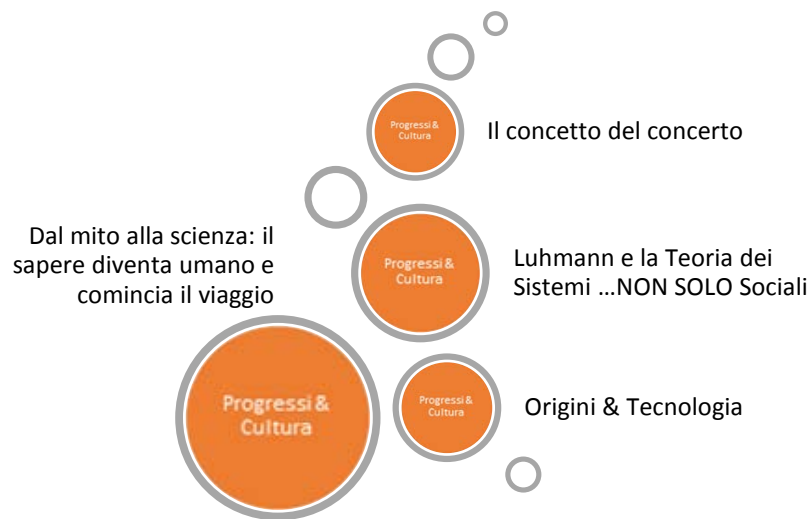 Progressi &
Cultura
Il concetto del concerto
Dal mito alla scienza: il
sapere diventa umano e
comincia il viaggio
Progressi &
Cultura
Luhmann e la Teoria dei
Sistemi ...NON SOLO Sociali
Progressi &
Cultura
Progressi &
Cultura
Origini & Tecnologia